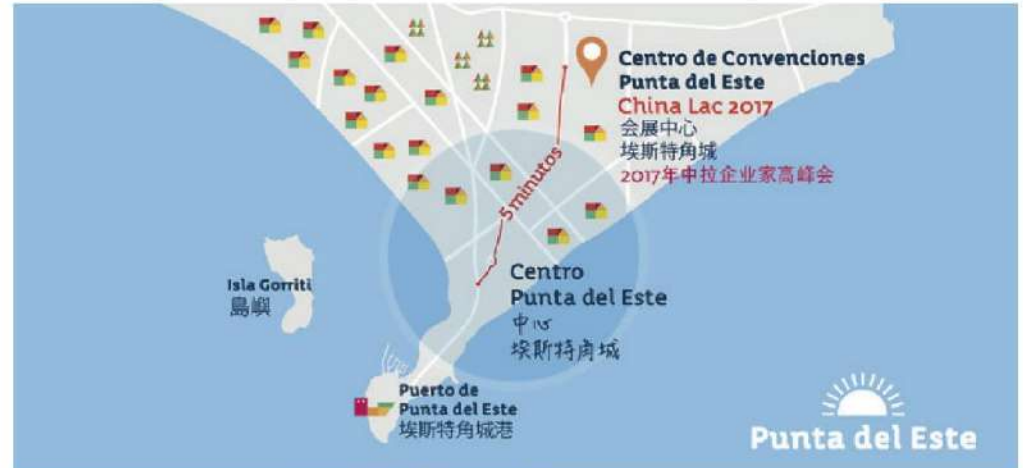 Centro de Convenciones
Punta del Este
China Lac 2017
会展中心
埃斯特角城
2017年中拉企业家高峰会
5 minutos
Centro
Punta del Este
中心
埃斯特角城
Isla Gorriti
島嶼
Puerto de
Punta del Este
埃斯特角城港
Punta del Este